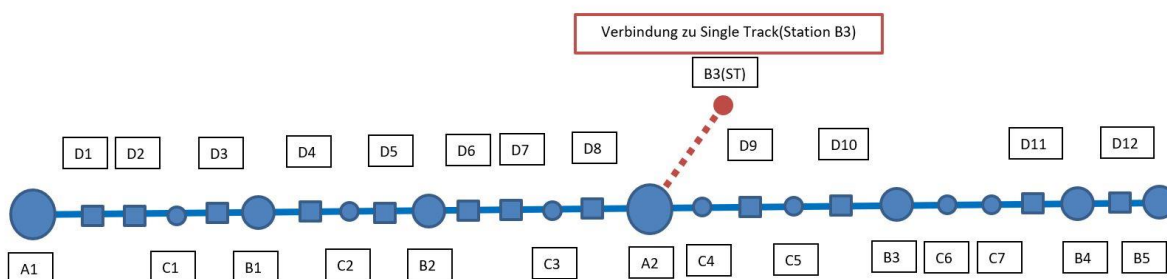 Verbindung zu Single Track(Station B3)
B3(ST)
D1 D2 D3 D4 D5 D6 D7 D8 D9 D10 D11 D12
A1 C1 B1 C2 B2 C3 A2 C4 C5 B3 C6 C7 B4 B5